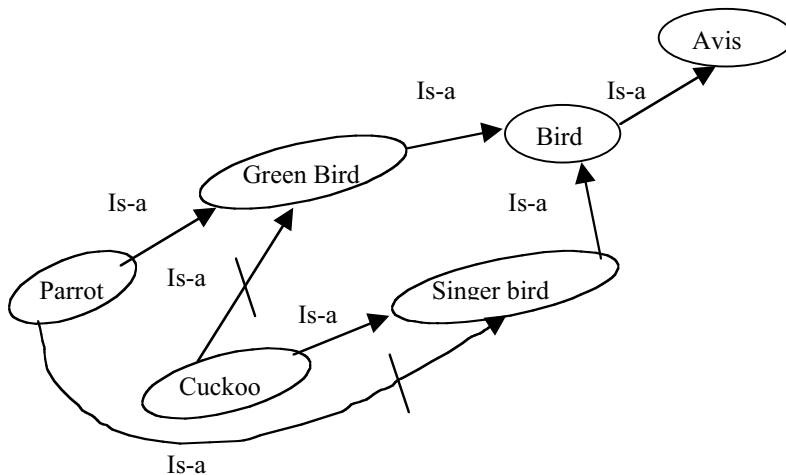 Avis
Is-a
Is-a
Bird
Green Bird
Is-a
Is-a
Is-a
Parrot
Singer bird
Is-a
Cuckoo
Is-a